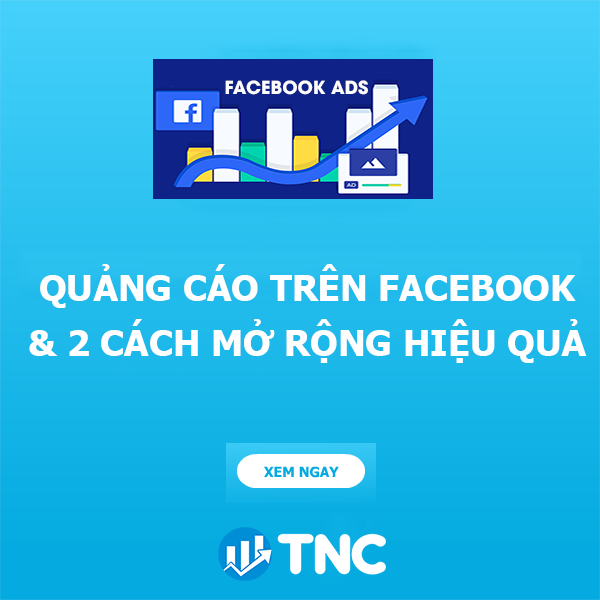 FACEBOOK ADS
f
AD
QUẢNG CÁO TRÊN FACEBOOK
& 2 CÁCH MỞ RỘNG HIỆU QUẢ
XEM NGAY
TNC